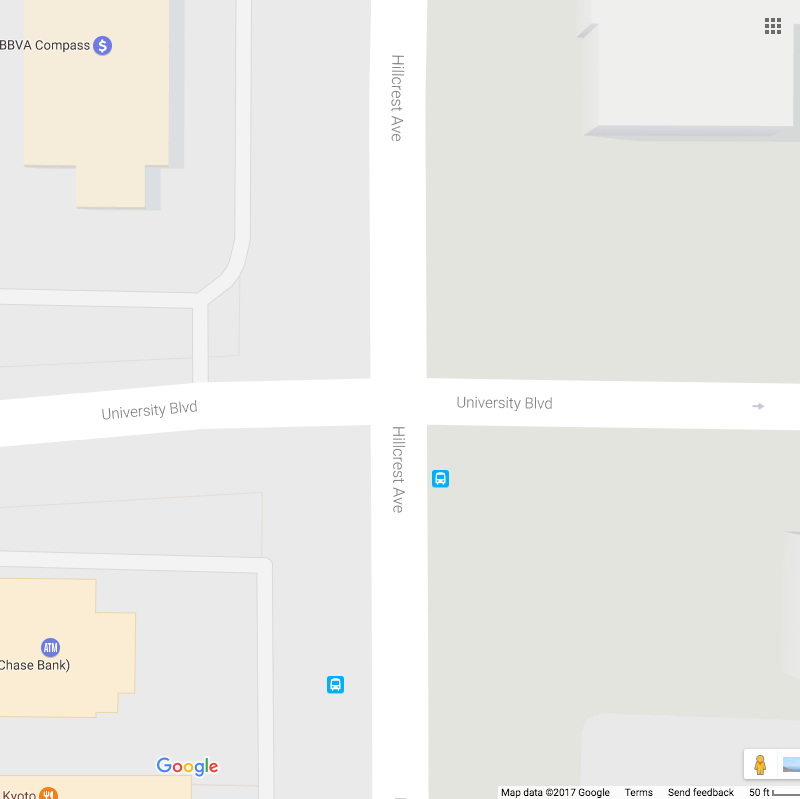 BBVA Compass
$
Hillcrest Ave
University Blvd
University Blvd
Hillcrest Ave
ATM
Chase Bank)
Google
Kyoto
Map data ©2017 Google Terms Send feedback 50 ft